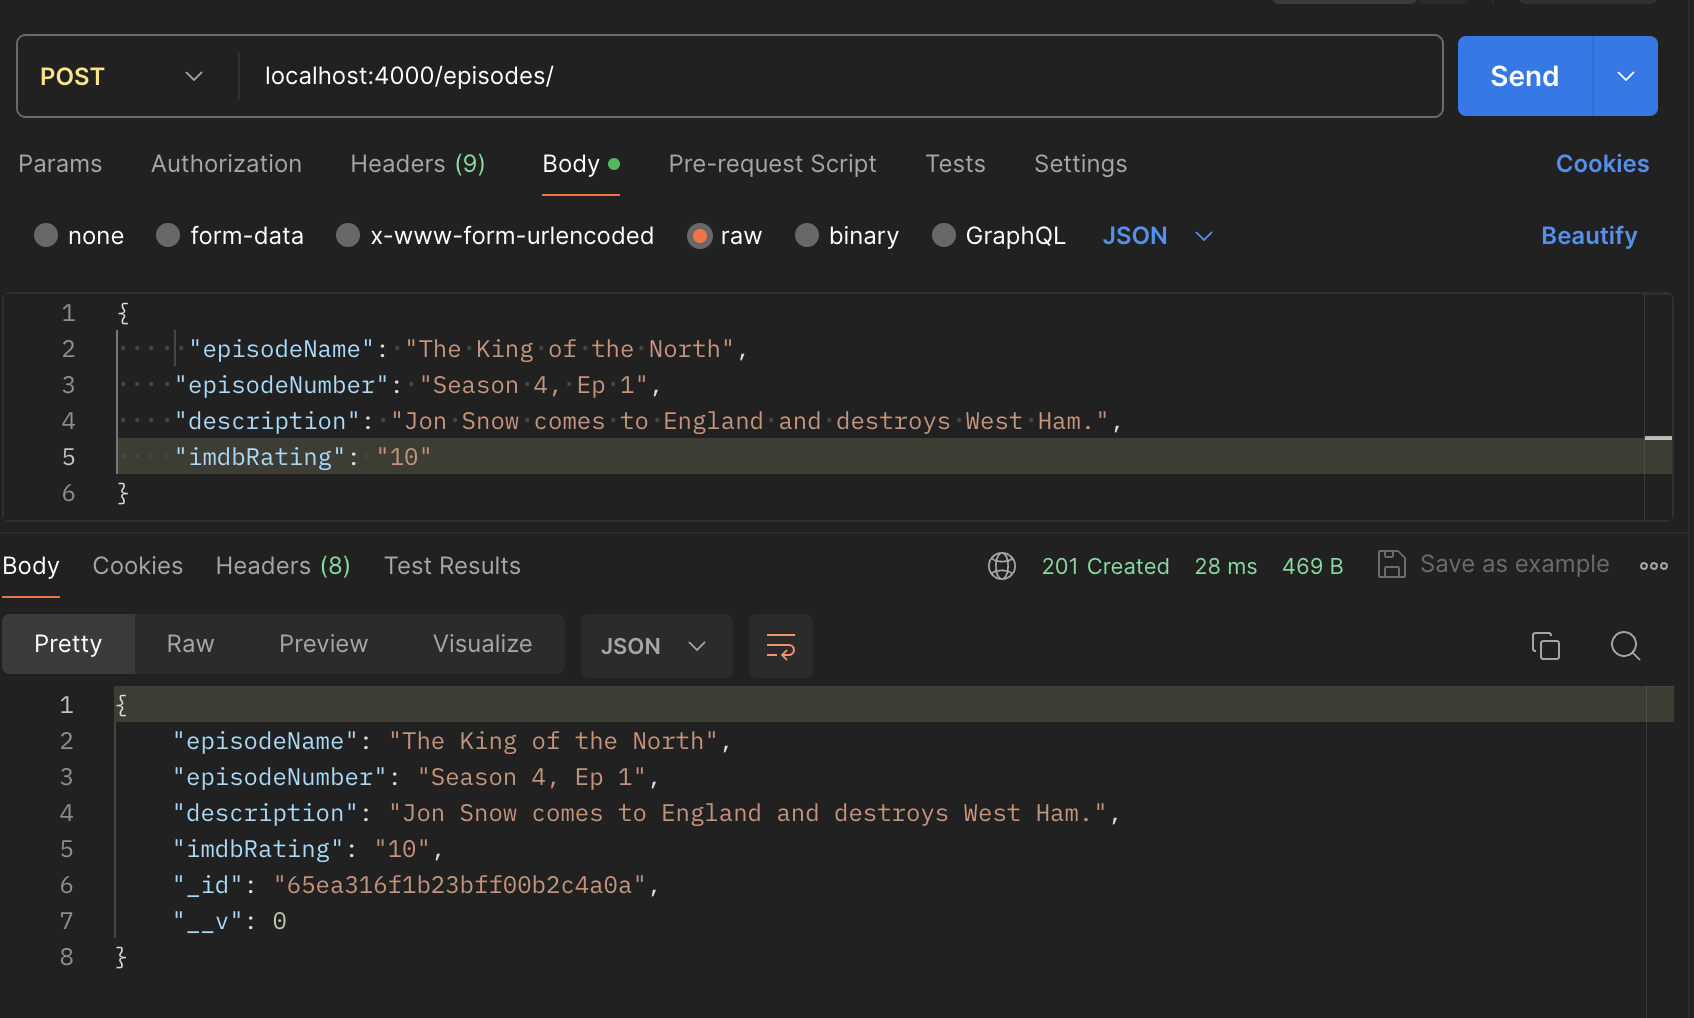 POST localhost:4000/episodes/ Send
Params Authorization Headers (9) Body Pre-request Script Tests Settings Cookies
none form-data x-www-form-urlencoded raw binary GraphQL JSON Beautify
1 {
2 "episodeName": "The King of the North",
3 "episodeNumber": "Season 4, Ep 1",
4 "description": "Jon Snow comes to England and destroys West Ham.",
5 "imdbRating": "10"
6 }
Body Cookies Headers (8) Test Results 201 Created 28 ms 469 B Save as example
Pretty Raw Preview Visualize JSON
1 {
2 "episodeName": "The King of the North",
3 "episodeNumber": "Season 4, Ep 1",
4 "description": "Jon Snow comes to England and destroys West Ham.",
5 "imdbRating": "10",
6 "_id": "65ea316f1b23bff00b2c4a0a",
7 "__v": 0
8 }